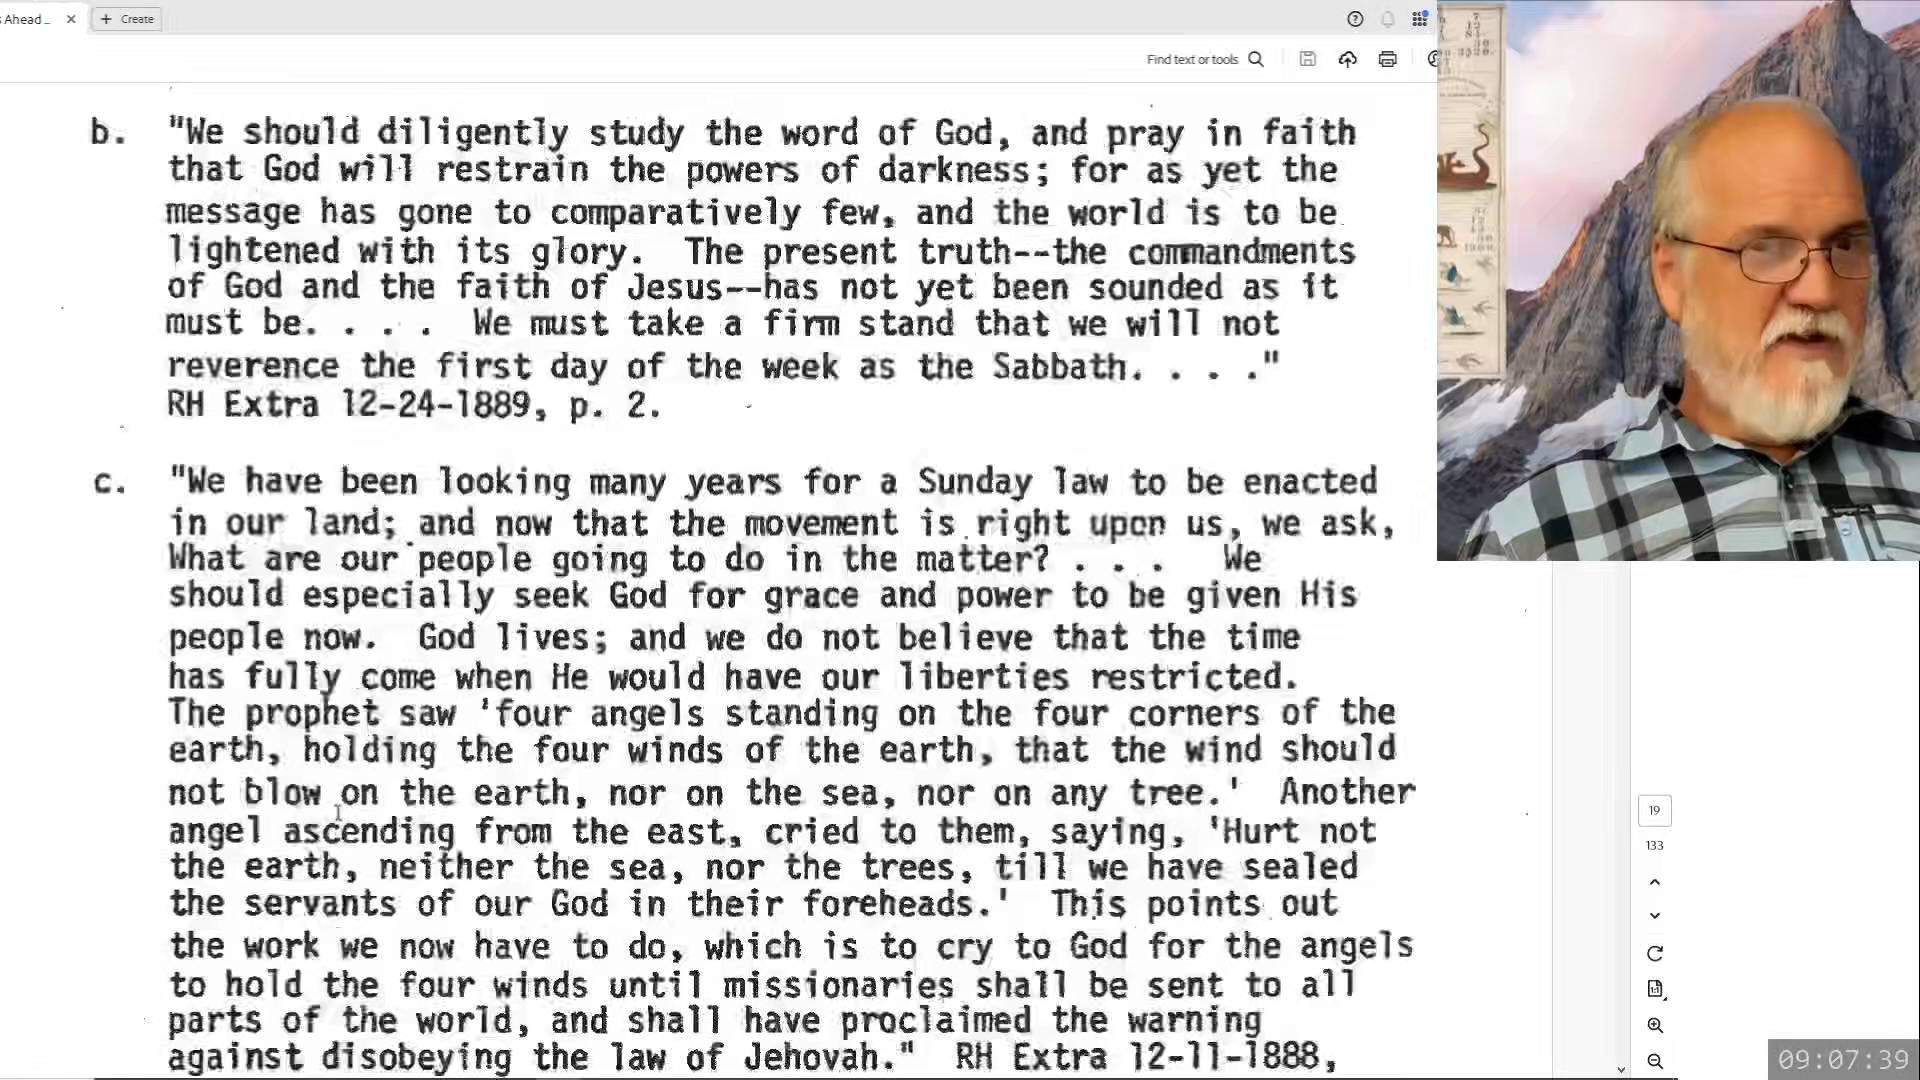 s Ahead_
Create
Find text or tools
b. "We should diligently study the word of God, and pray in faith
that God will restrain the powers of darkness; for as yet the
message has gone to comparatively few, and the world is to be
lightened with its glory. The present truth--the commandments
of God and the faith of Jesus--has not yet been sounded as it
must be. . . . We must take a firm stand that we will not
reverence the first day of the week as the Sabbath. . . ."
RH Extra 12-24-1889, p. 2.
c. "We have been looking many years for a Sunday law to be enacted
in our land; and now that the movement is right upon us, we ask,
What are our people going to do in the matter? . . . We
should especially seek God for grace and power to be given His
people now. God lives; and we do not believe that the time
has fully come when He would have our liberties restricted.
The prophet saw 'four angels standing on the four corners of the
earth, holding the four winds of the earth, that the wind should
not blow on the earth, nor on the sea, nor on any tree.' Another
angel ascending from the east, cried to them, saying, 'Hurt not
the earth, neither the sea, nor the trees, till we have sealed
the servants of our God in their foreheads.' This points out
the work we now have to do, which is to cry to God for the angels
to hold the four winds until missionaries shall be sent to all
parts of the world, and shall have proclaimed the warning
against disobeying the law of Jehovah." RH Extra 12-11-1888,
19
133
09:07:39